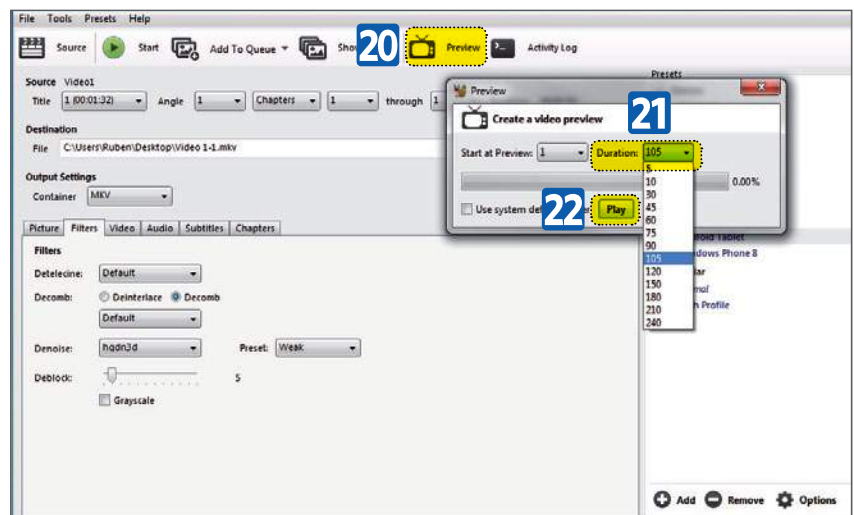 File Tools Presets Help
Source Start Add To Queue Preview Activity Log
20
Source Video1
Title 1 (00:01:32) Angle 1 Chapters 1 through 1
Destination
File C:\Users\Ruben\Desktop\Video 1-1.mkv
Output Settings
Container MKV
Picture Filters Video Audio Subtitles Chapters
Filters
Detelecine: Default
Decomb: Deinterlace Decomb
Default
Denoise: hqdn3d Preset: Weak
Deblock: 5
Grayscale
Presets
Preview
Create a video preview
21
Start at Preview: 1 Duration: 105
0.00%
Use system 22 Play
5
10
30
45
60
75
90
105
120
150
180
210
240
Tablet
Windows Phone 8
Profile
Add Remove Options